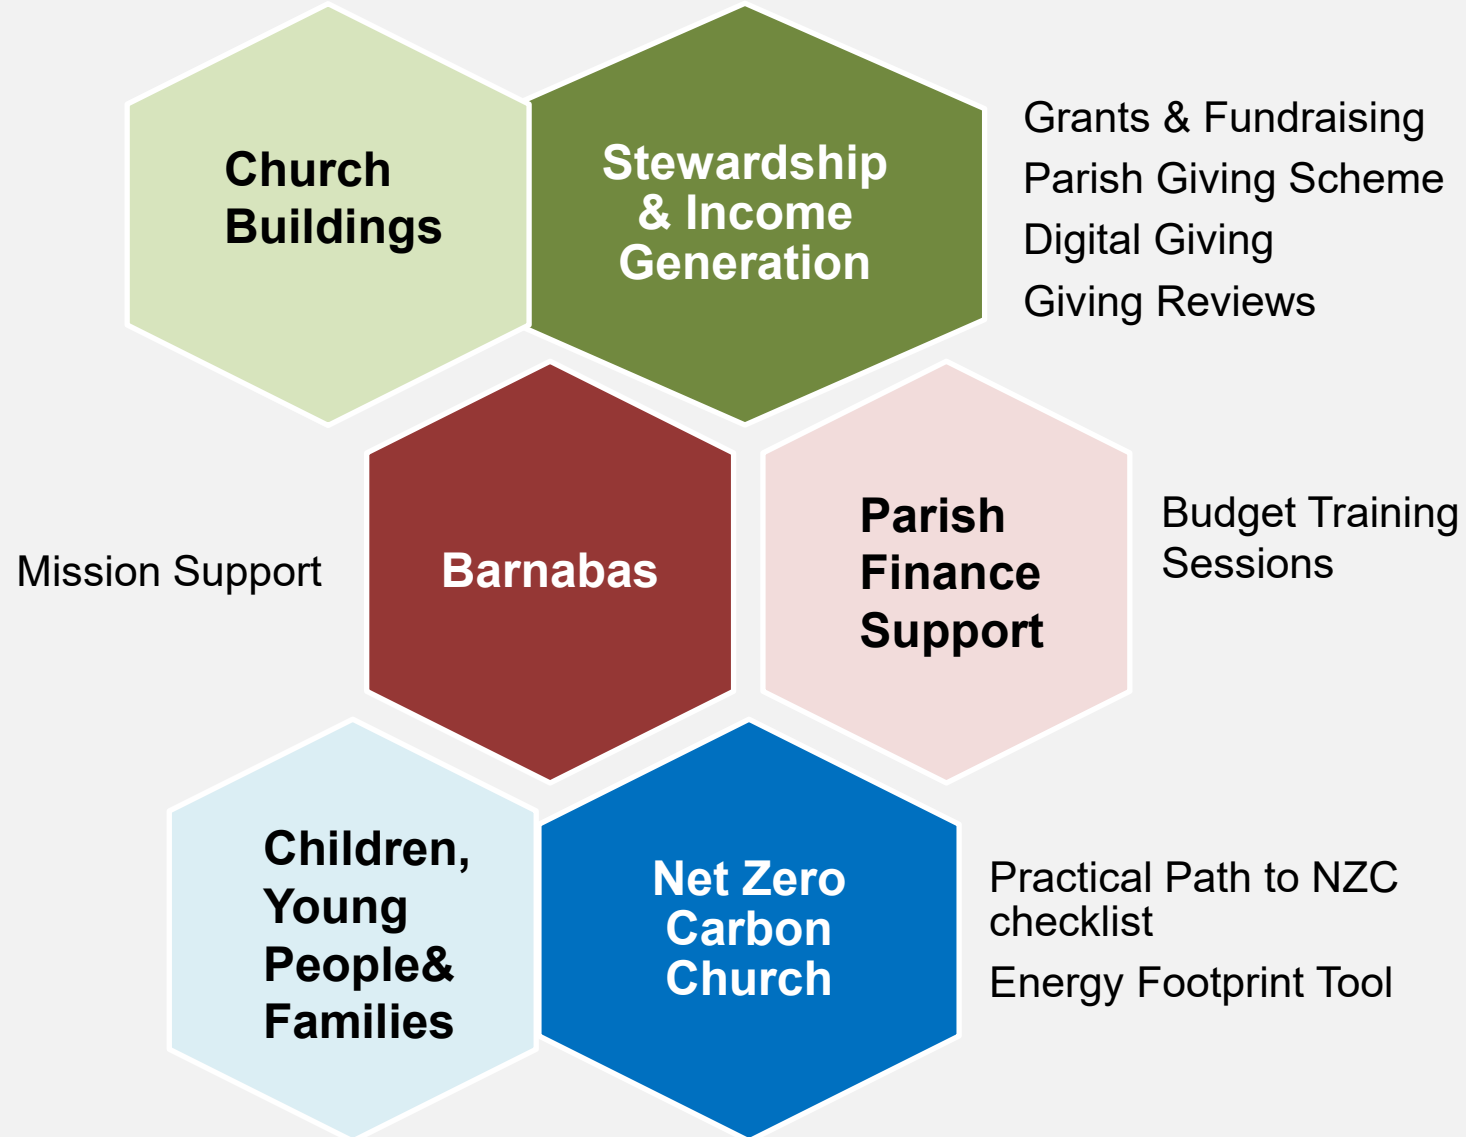 Church
Buildings
Stewardship
& Income
Generation
Grants & Fundraising
Parish Giving Scheme
Digital Giving
Giving Reviews
Mission Support
Barnabas
Parish
Finance
Support
Budget Training
Sessions
Children,
Young
People&
Families
Net Zero
Carbon
Church
Practical Path to NZC
checklist
Energy Footprint Tool